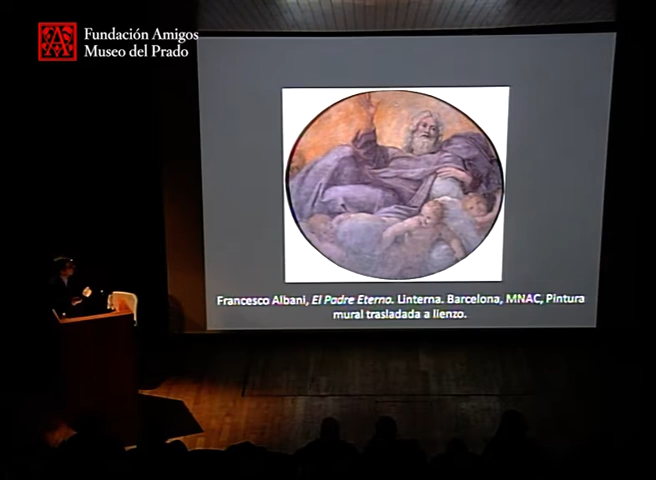 Fundación Amigos
Museo del Prado
Francesco Albani, El Padre Eterno. Linterna. Barcelona, MNAC, Pintura
mural trasladada a lienzo.